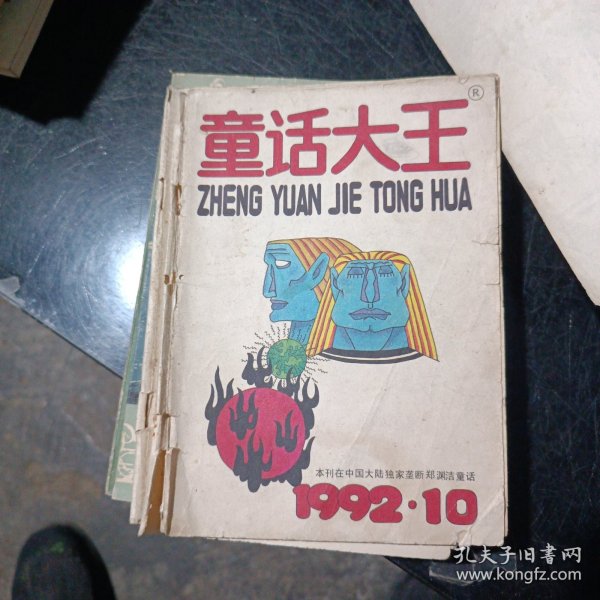 童话大王
®
ZHENG YUAN JIE TONG HUA
本刊在中国大陆独家垄断郑渊洁童话
1992·10
孔夫子旧书网
www.kongfz.com